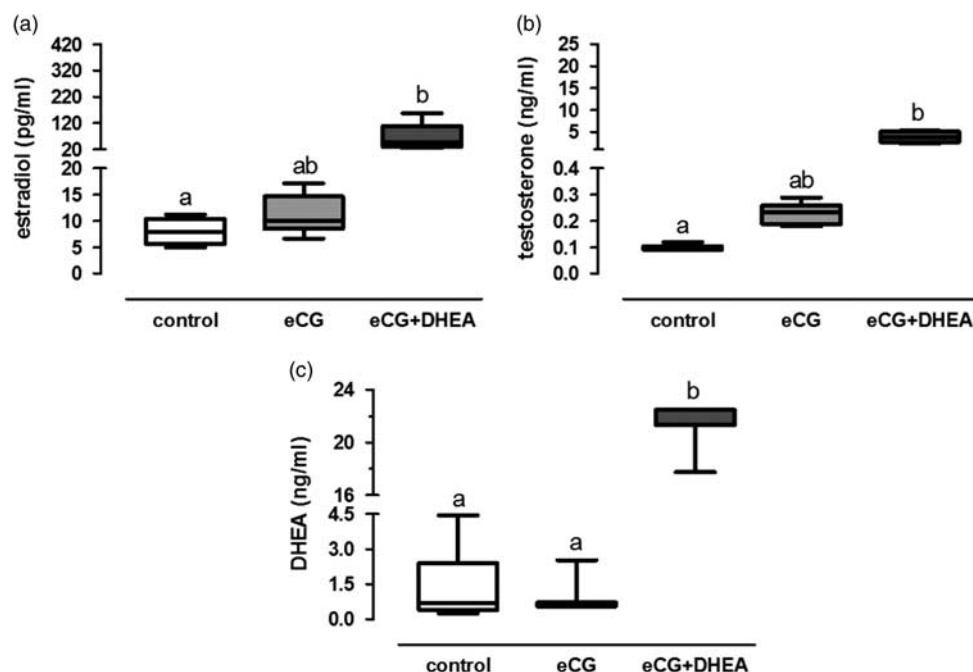 (a)
estradiol (pg/ml)
420
320
220
120
20
20
15
10
5
0
a
ab
b
control eCG eCG+DHEA
(b)
testosterone (ng/ml)
25
20
15
10
5
0.4
0.3
0.2
0.1
0.0
a
ab
b
control eCG eCG+DHEA
(c)
DHEA (ng/ml)
24
22
20
18
16
4.5
3.0
1.5
0.0
a
a
b
control eCG eCG+DHEA